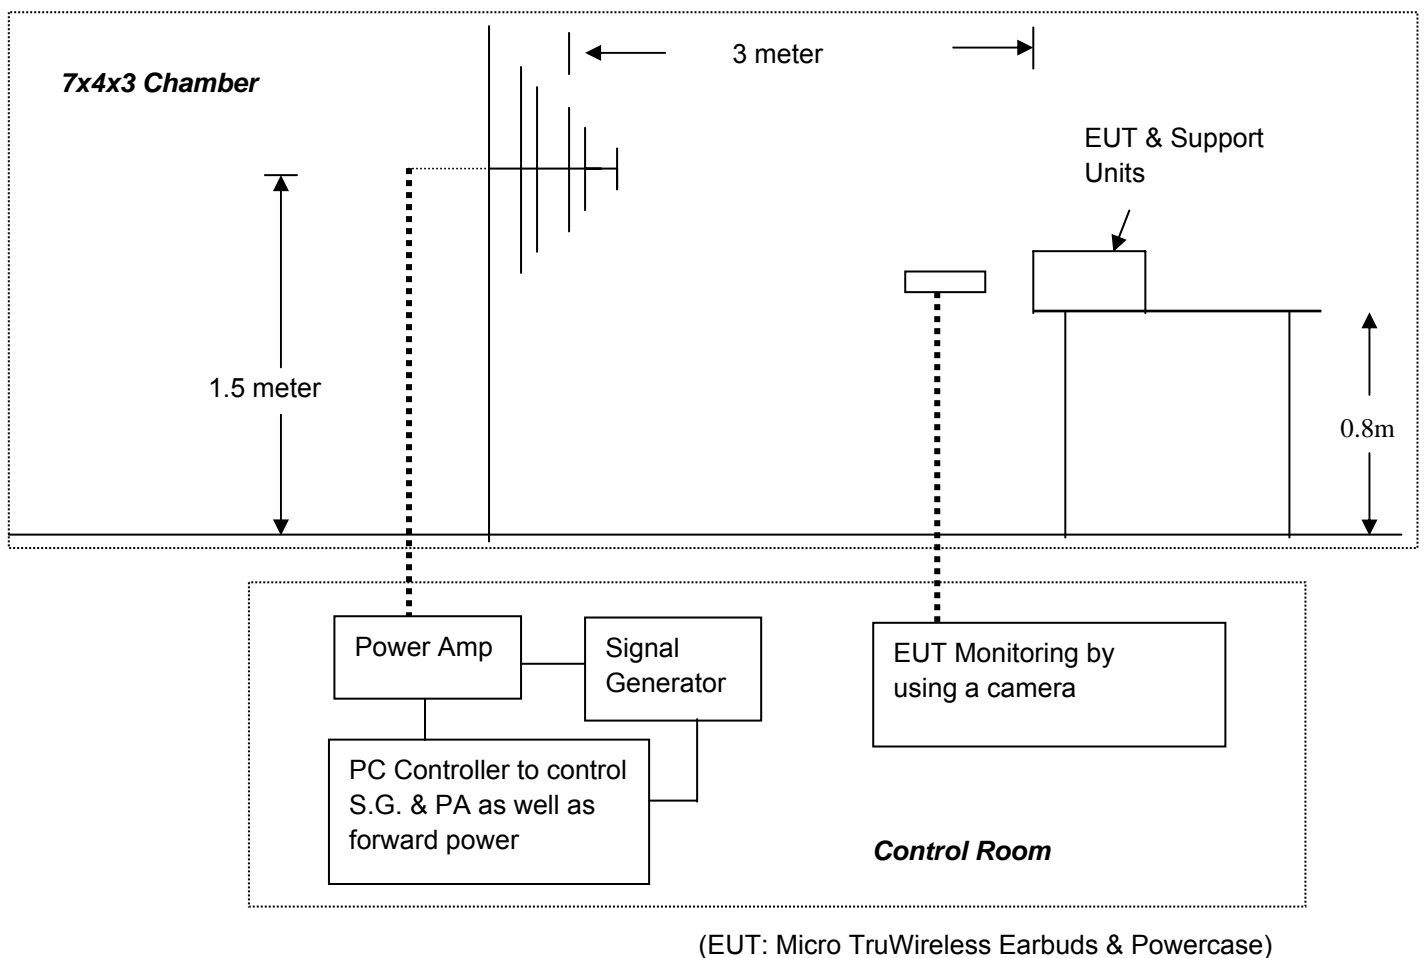 3 meter
7x4x3 Chamber
EUT & Support
Units
1.5 meter
0.8m
Power Amp
Signal
Generator
EUT Monitoring by
using a camera
PC Controller to control
S.G. & PA as well as
forward power
Control Room
(EUT: Micro TruWireless Earbuds & Powercase)